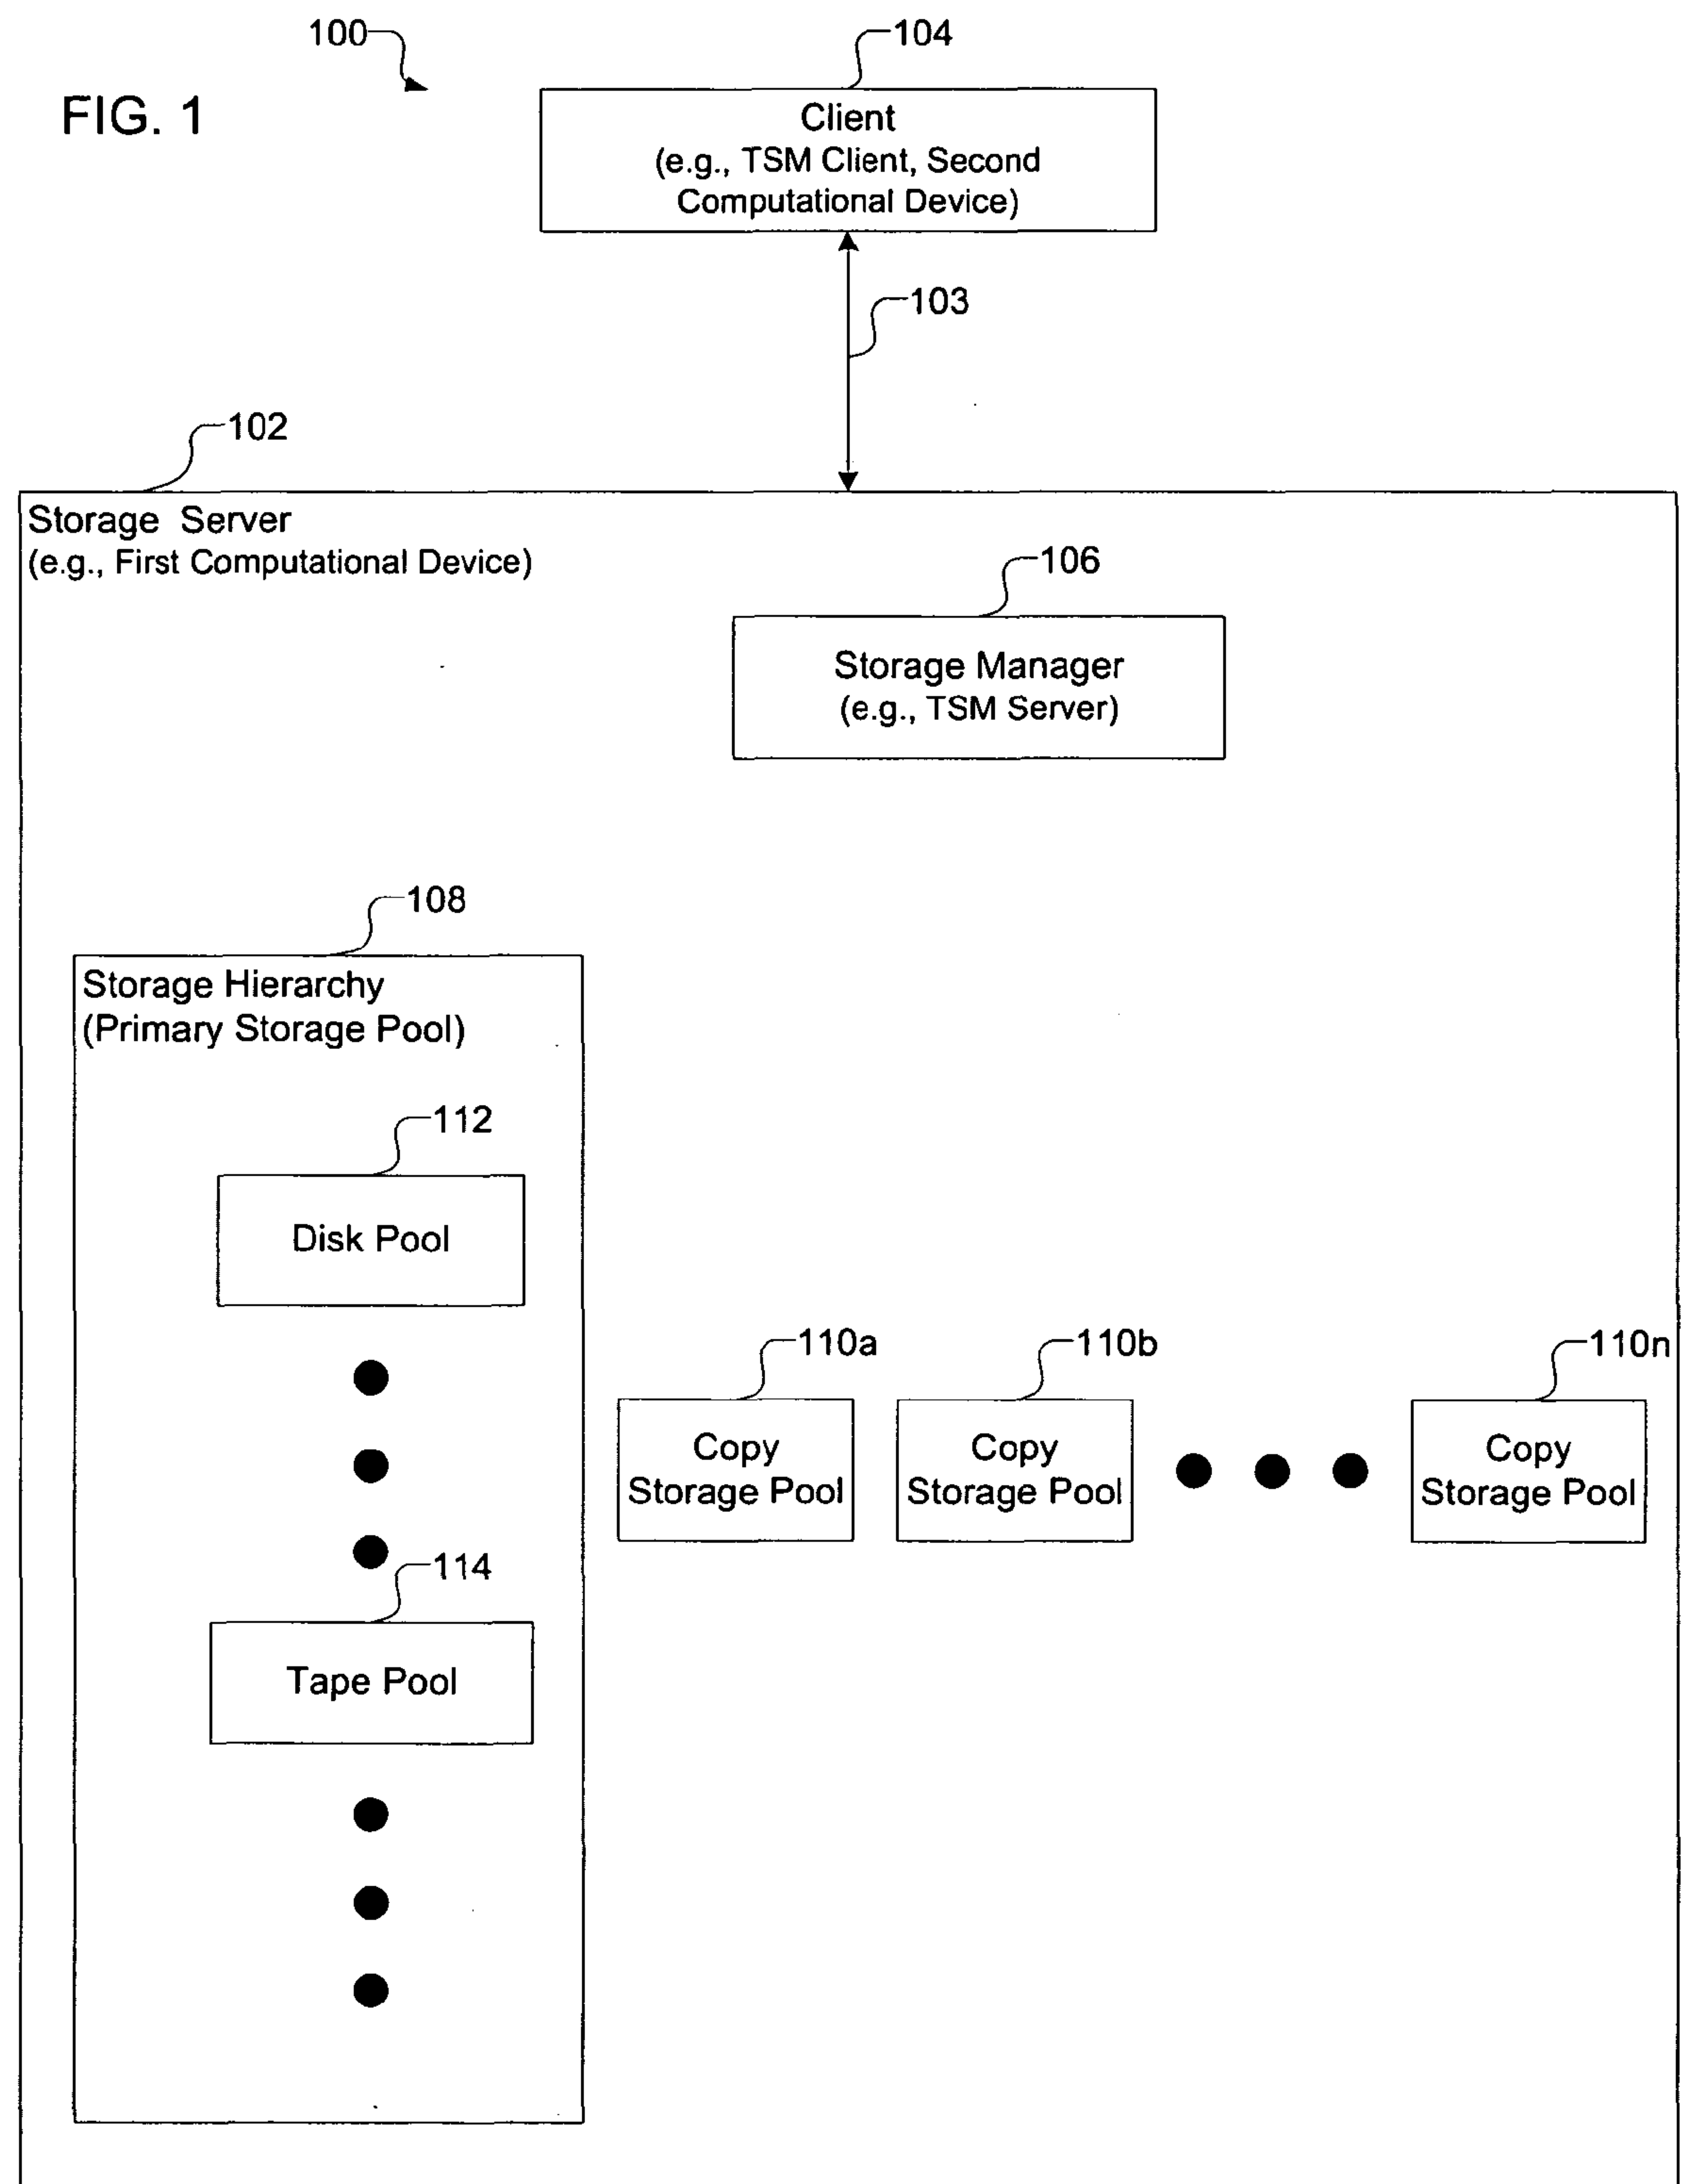 100
104
FIG. 1
Client
(e.g., TSM Client, Second
Computational Device)
103
102
Storage Server
(e.g., First Computational Device)
106
Storage Manager
(e.g., TSM Server)
108
Storage Hierarchy
(Primary Storage Pool)
112
Disk Pool
110a
110b
110n
Copy
Storage Pool
Copy
Storage Pool
Copy
Storage Pool
114
Tape Pool